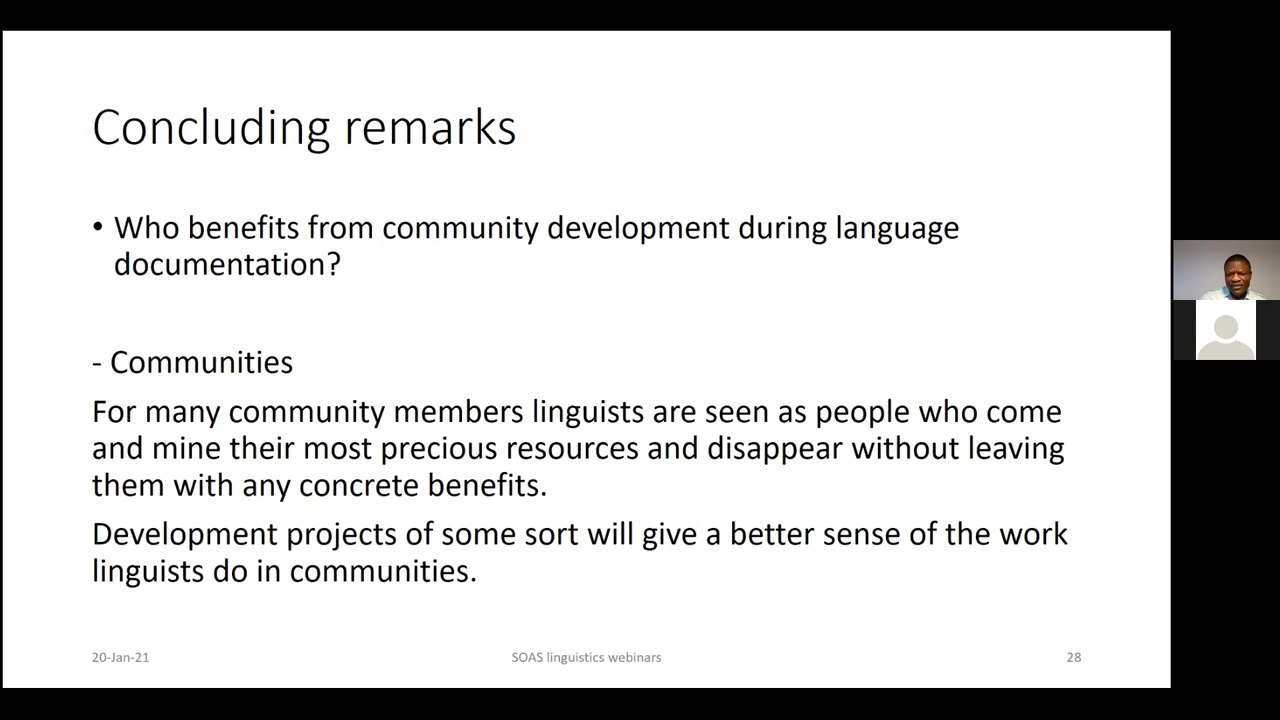 Concluding remarks
• Who benefits from community development during language
documentation?
- Communities
For many community members linguists are seen as people who come
and mine their most precious resources and disappear without leaving
them with any concrete benefits.
Development projects of some sort will give a better sense of the work
linguists do in communities.
20-Jan-21
SOAS linguistics webinars
28